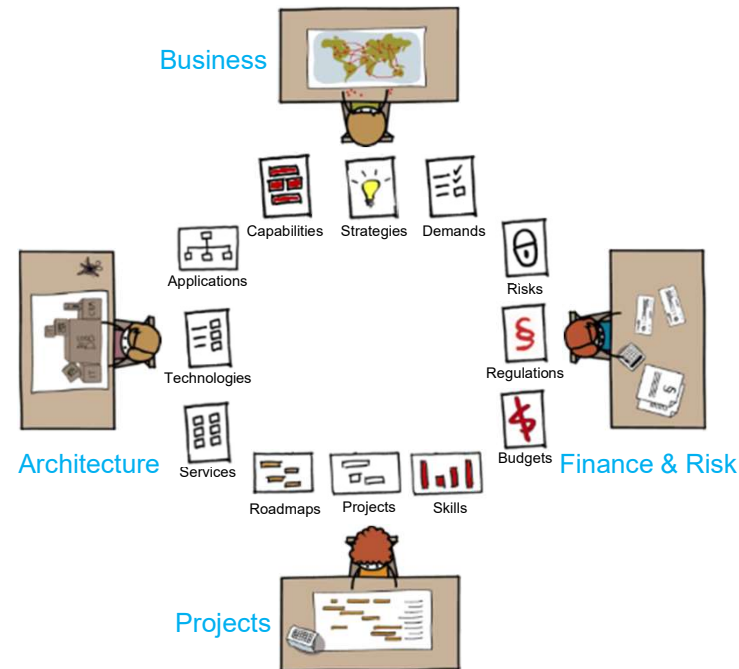 Business
Capabilities
Strategies
Demands
Applications
Risks
Technologies
Regulations
Services
Budgets
Architecture
Finance & Risk
Roadmaps
Projects
Skills
Projects